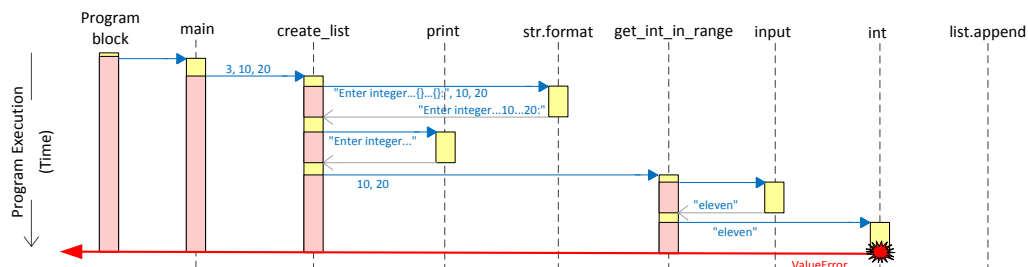 Program
block
main
create_list
print
str.format
get_int_in_range
input
int
list.append
Program Execution
(Time)
3, 10, 20
"Enter integer...{}...{}:", 10, 20
"Enter integer...10...20:"
"Enter integer..."
10, 20
"eleven"
"eleven"
ValueError